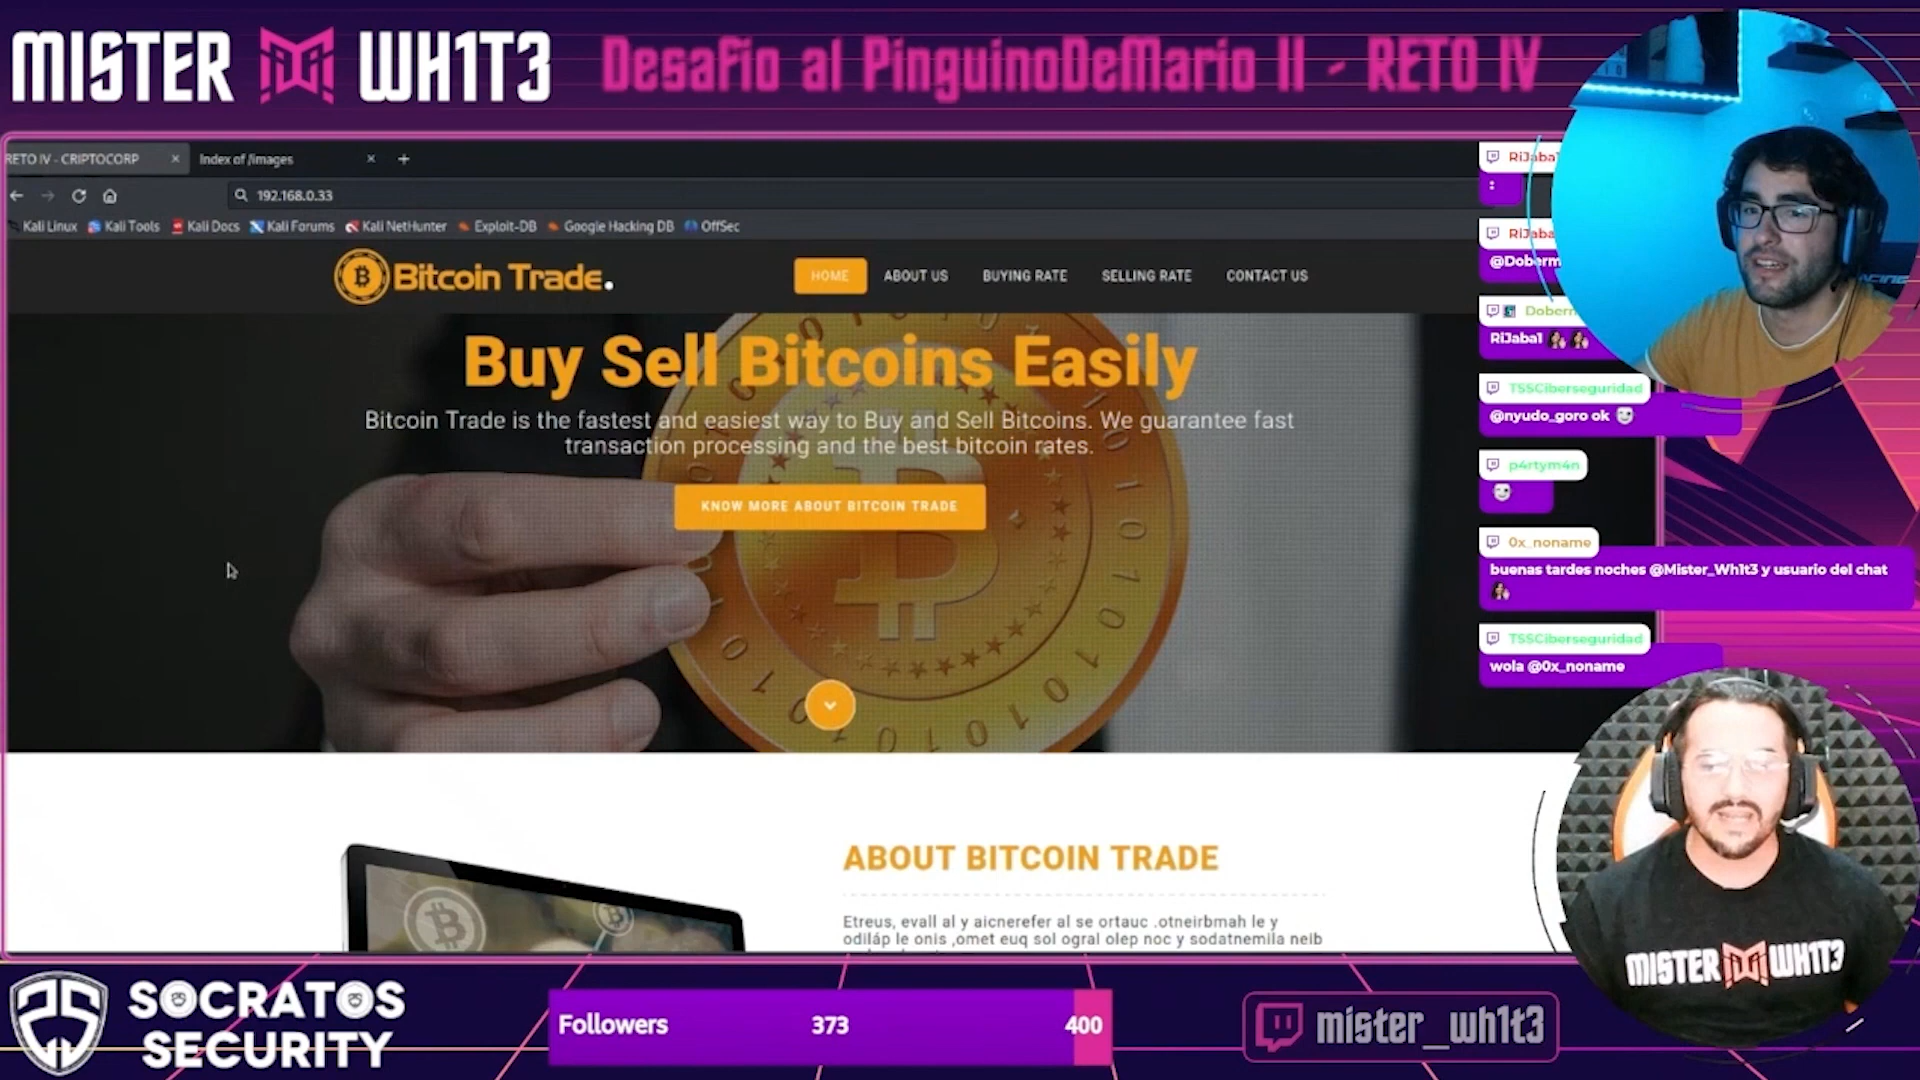 MISTER WH1T3
Desafío al PinguinoDeMario II - RETO IV
RETO IV - CRIPTOCORP
Index of /images
192.168.0.33
Kali Linux Kali Tools Kali Docs Kali Forums Kali NetHunter Exploit-DB Google Hacking DB OffSec
Bitcoin Trade.
HOME ABOUT US BUYING RATE SELLING RATE CONTACT US
Buy Sell Bitcoins Easily
Bitcoin Trade is the fastest and easiest way to Buy and Sell Bitcoins. We guarantee fast
transaction processing and the best bitcoin rates.
KNOW MORE ABOUT BITCOIN TRADE
ABOUT BITCOIN TRADE
Etreus, evall al y aicnerefer al se ortauc .otneirbmah le y
odiláp le onis ,omet euq sol ogral olep noc y sodatnemila neib
RiJaba
:
RiJaba
@Doberm
Doberm
RiJaba1
TSSCiberseguridad
@nyudo_goro ok
p4rtym4n
0x_noname
buenas tardes noches @Mister_Wh1t3 y usuario del chat
TSSCiberseguridad
wola @0x_noname
MISTER WH1T3
SOCRATOS
SECURITY
Followers 373 400
mister_wh1t3